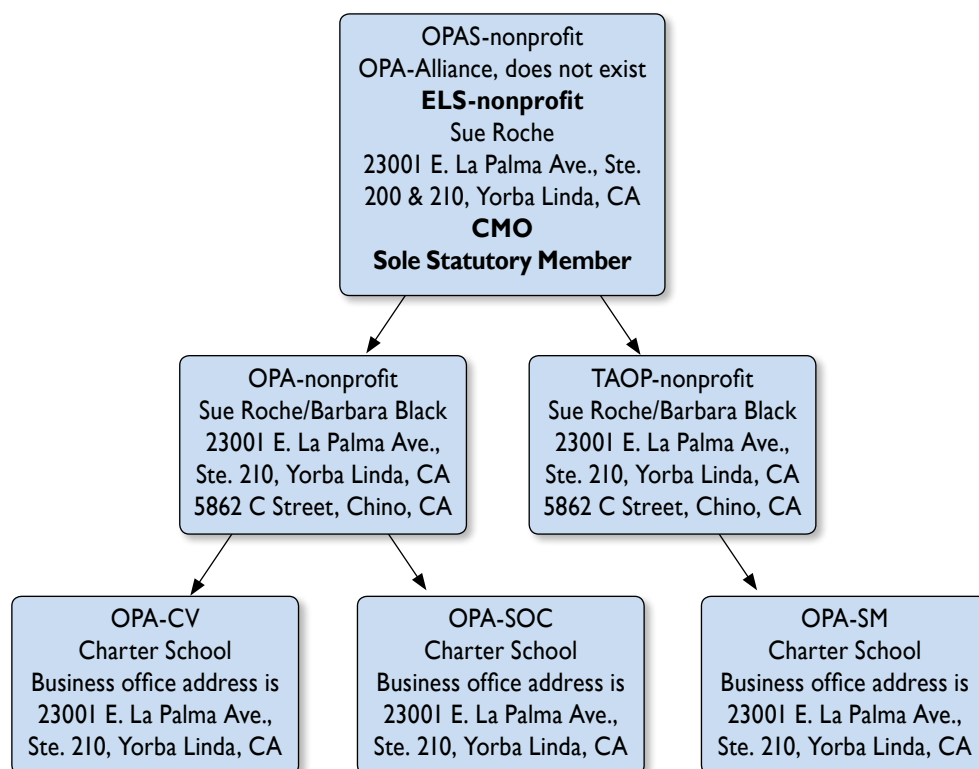 OPAS-nonprofit
OPA-Alliance, does not exist
ELS-nonprofit
Sue Roche
23001 E. La Palma Ave., Ste.
200 & 210, Yorba Linda, CA
CMO
Sole Statutory Member
OPA-nonprofit
Sue Roche/Barbara Black
23001 E. La Palma Ave.,
Ste. 210, Yorba Linda, CA
5862 C Street, Chino, CA
TAOP-nonprofit
Sue Roche/Barbara Black
23001 E. La Palma Ave.,
Ste. 210, Yorba Linda, CA
5862 C Street, Chino, CA
OPA-CV
Charter School
Business office address is
23001 E. La Palma Ave.,
Ste. 210, Yorba Linda, CA
OPA-SOC
Charter School
Business office address is
23001 E. La Palma Ave.,
Ste. 210, Yorba Linda, CA
OPA-SM
Charter School
Business office address is
23001 E. La Palma Ave.,
Ste. 210, Yorba Linda, CA